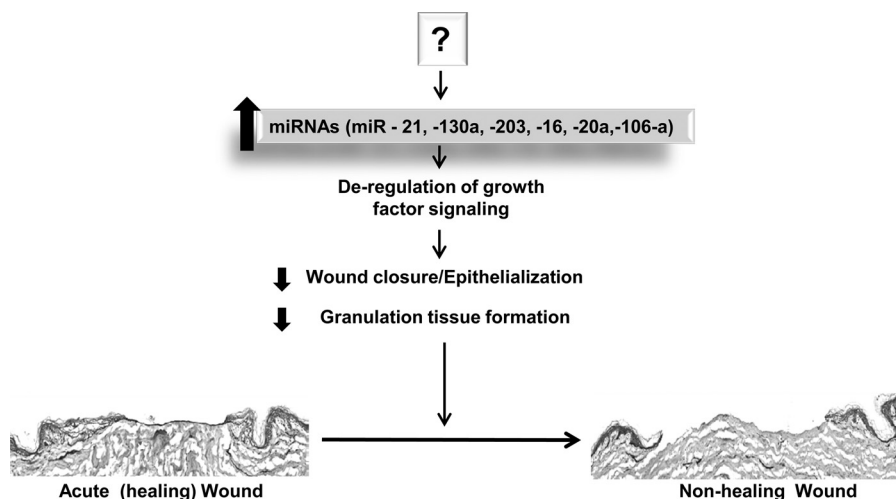 ?
miRNAs (miR - 21, -130a, -203, -16, -20a,-106-a)
De-regulation of growth
factor signaling
Wound closure/Epithelialization
Granulation tissue formation
Acute (healing) Wound
Non-healing Wound